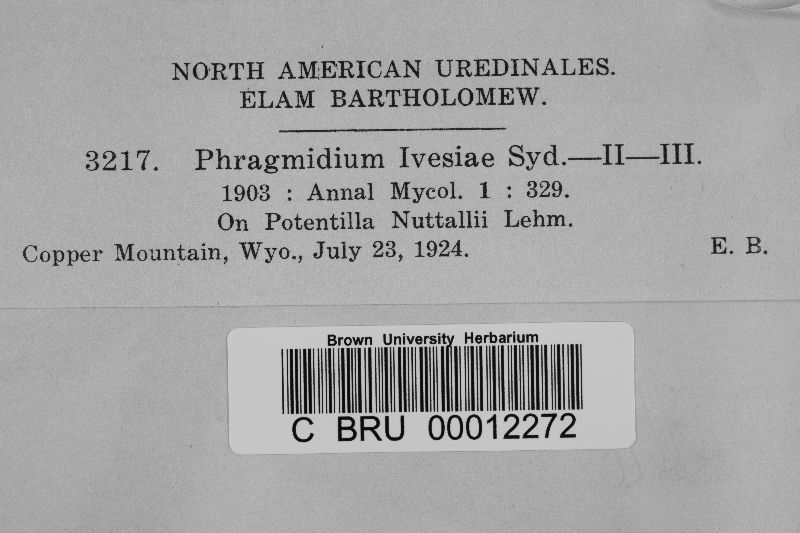 NORTH AMERICAN UREDINALES.
ELAM BARTHOLOMEW.
3217. Phragmidium Ivesiae Syd.—II—III.
1903 : Annal Mycol. 1 : 329.
On Potentilla Nuttallii Lehm.
Copper Mountain, Wyo., July 23, 1924. E. B.
Brown University Herbarium
C BRU 00012272